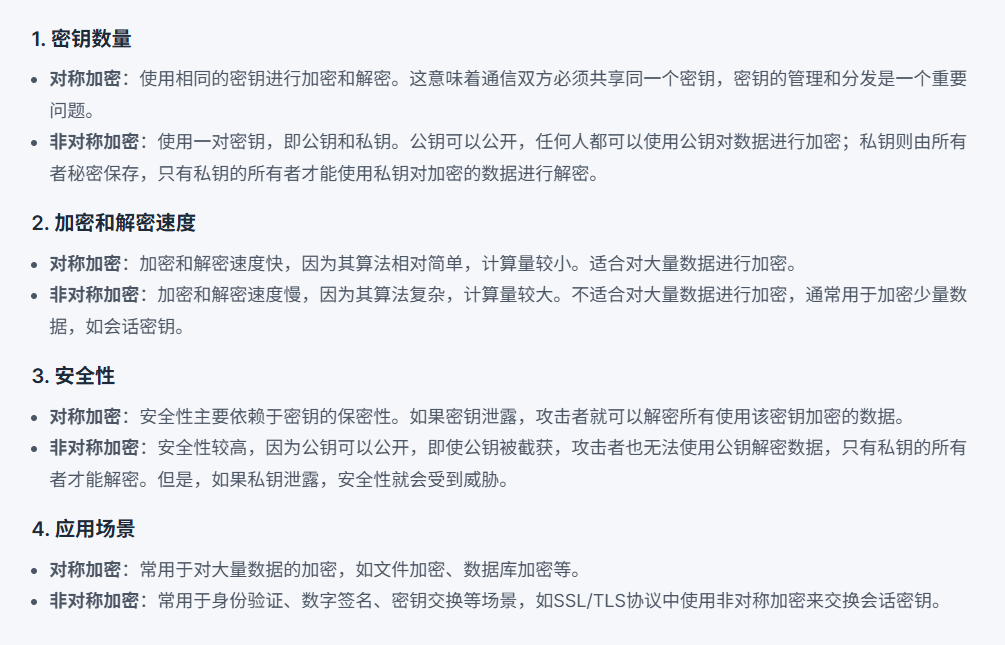 1. 密钥数量
• 对称加密：使用相同的密钥进行加密和解密。这意味着通信双方必须共享同一个密钥，密钥的管理和分发是一个重要
问题。
• 非对称加密：使用一对密钥，即公钥和私钥。公钥可以公开，任何人都可以使用公钥对数据进行加密；私钥则由所有
者秘密保存，只有私钥的所有者才能使用私钥对加密的数据进行解密。
2. 加密和解密速度
• 对称加密：加密和解密速度快，因为其算法相对简单，计算量较小。适合对大量数据进行加密。
• 非对称加密：加密和解密速度慢，因为其算法复杂，计算量较大。不适合对大量数据进行加密，通常用于加密少量数
据，如会话密钥。
3. 安全性
• 对称加密：安全性主要依赖于密钥的保密性。如果密钥泄露，攻击者就可以解密所有使用该密钥加密的数据。
• 非对称加密：安全性较高，因为公钥可以公开，即使公钥被截获，攻击者也无法使用公钥解密数据，只有私钥的所有
者才能解密。但是，如果私钥泄露，安全性就会受到威胁。
4. 应用场景
• 对称加密：常用于对大量数据的加密，如文件加密、数据库加密等。
• 非对称加密：常用于身份验证、数字签名、密钥交换等场景，如SSL/TLS协议中使用非对称加密来交换会话密钥。